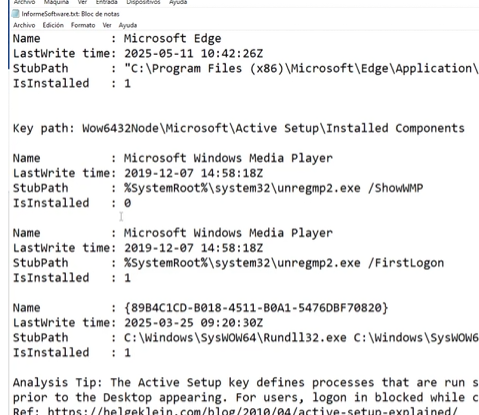 Archivo Máquina Ver Entrada Dispositivos Ayuda
InformeSoftware.txt: Bloc de notas
Archivo Edición Formato Ver Ayuda
Name : Microsoft Edge
LastWrite time: 2025-05-11 10:42:26Z
StubPath : "C:\Program Files (x86)\Microsoft\Edge\Application\
IsInstalled : 1
Key path: Wow6432Node\Microsoft\Active Setup\Installed Components
Name : Microsoft Windows Media Player
LastWrite time: 2019-12-07 14:58:18Z
StubPath : %SystemRoot%\system32\unregmp2.exe /ShowWMP
IsInstalled : 0
Name : Microsoft Windows Media Player
LastWrite time: 2019-12-07 14:58:18Z
StubPath : %SystemRoot%\system32\unregmp2.exe /FirstLogon
IsInstalled : 1
Name : {89B4C1CD-B018-4511-B0A1-5476DBF70820}
LastWrite time: 2025-03-25 09:20:30Z
StubPath : C:\Windows\SysWOW64\Rundll32.exe C:\Windows\SysWOW6
IsInstalled : 1
Analysis Tip: The Active Setup key defines processes that are run s
prior to the Desktop appearing. For users, logon in blocked while c
Ref: https://helgeklein.com/blog/2010/04/active-setup-explained/